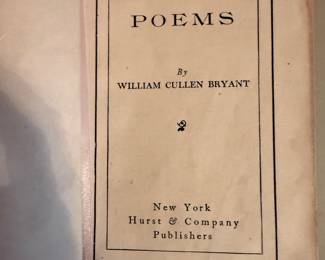 POEMS
By
WILLIAM CULLEN BRYANT
New York
Hurst & Company
Publishers